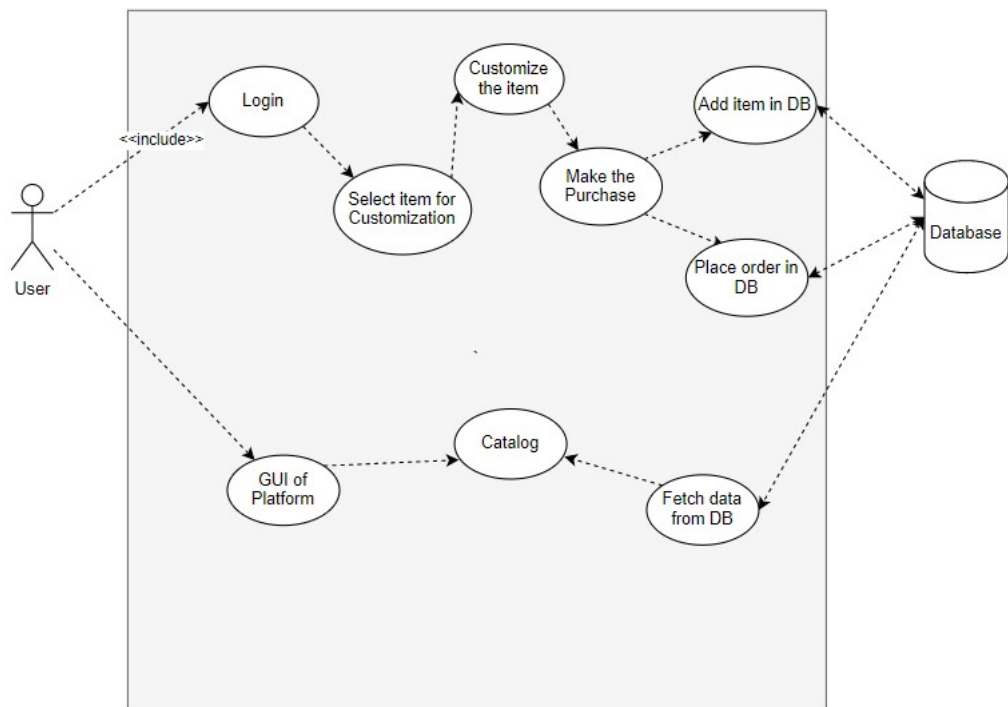 Customize
the item
Login
Add item in DB
<<include>>
Select item for
Customization
Make the
Purchase
Database
Place order in
DB
User
Catalog
GUI of
Platform
Fetch data
from DB